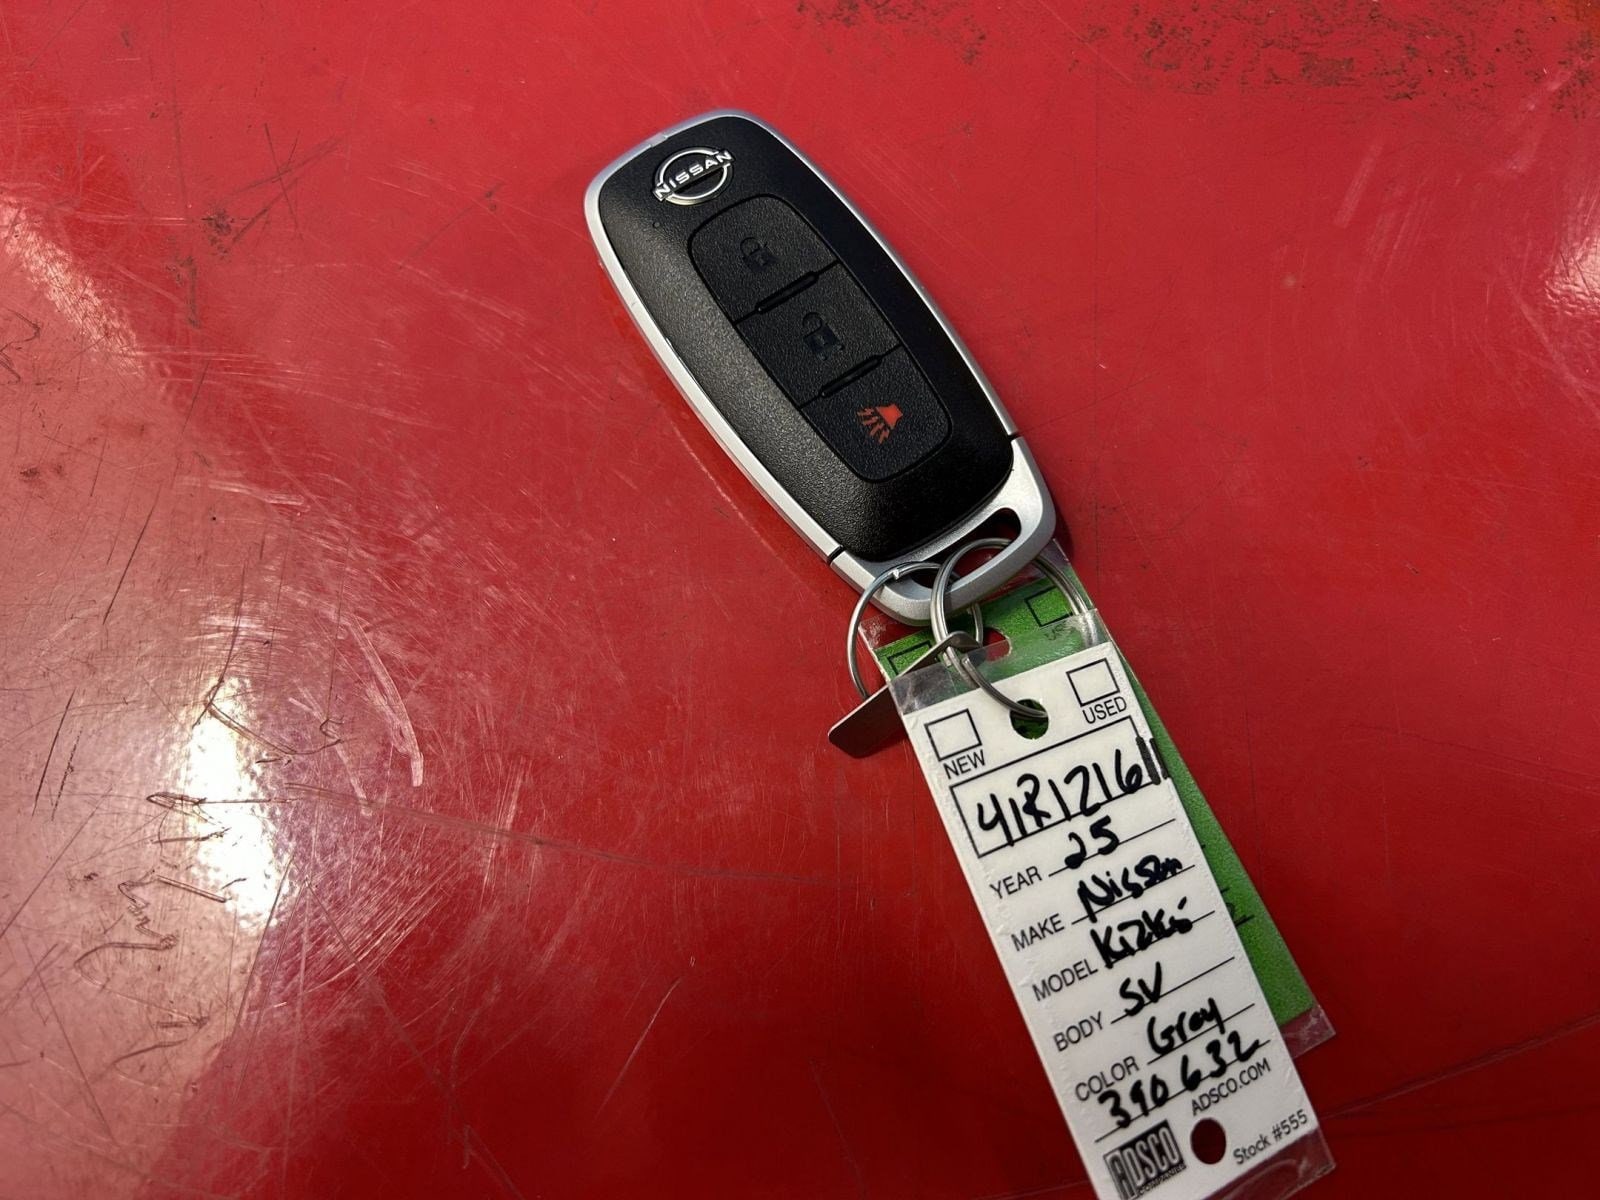 NISSAN
NEW
USED
YEAR 25
MAKE Nissan
MODEL Kicks
BODY SV
COLOR Gray
390632
ADSCO.COM
ADSCO
COMPANIES
Stock #555